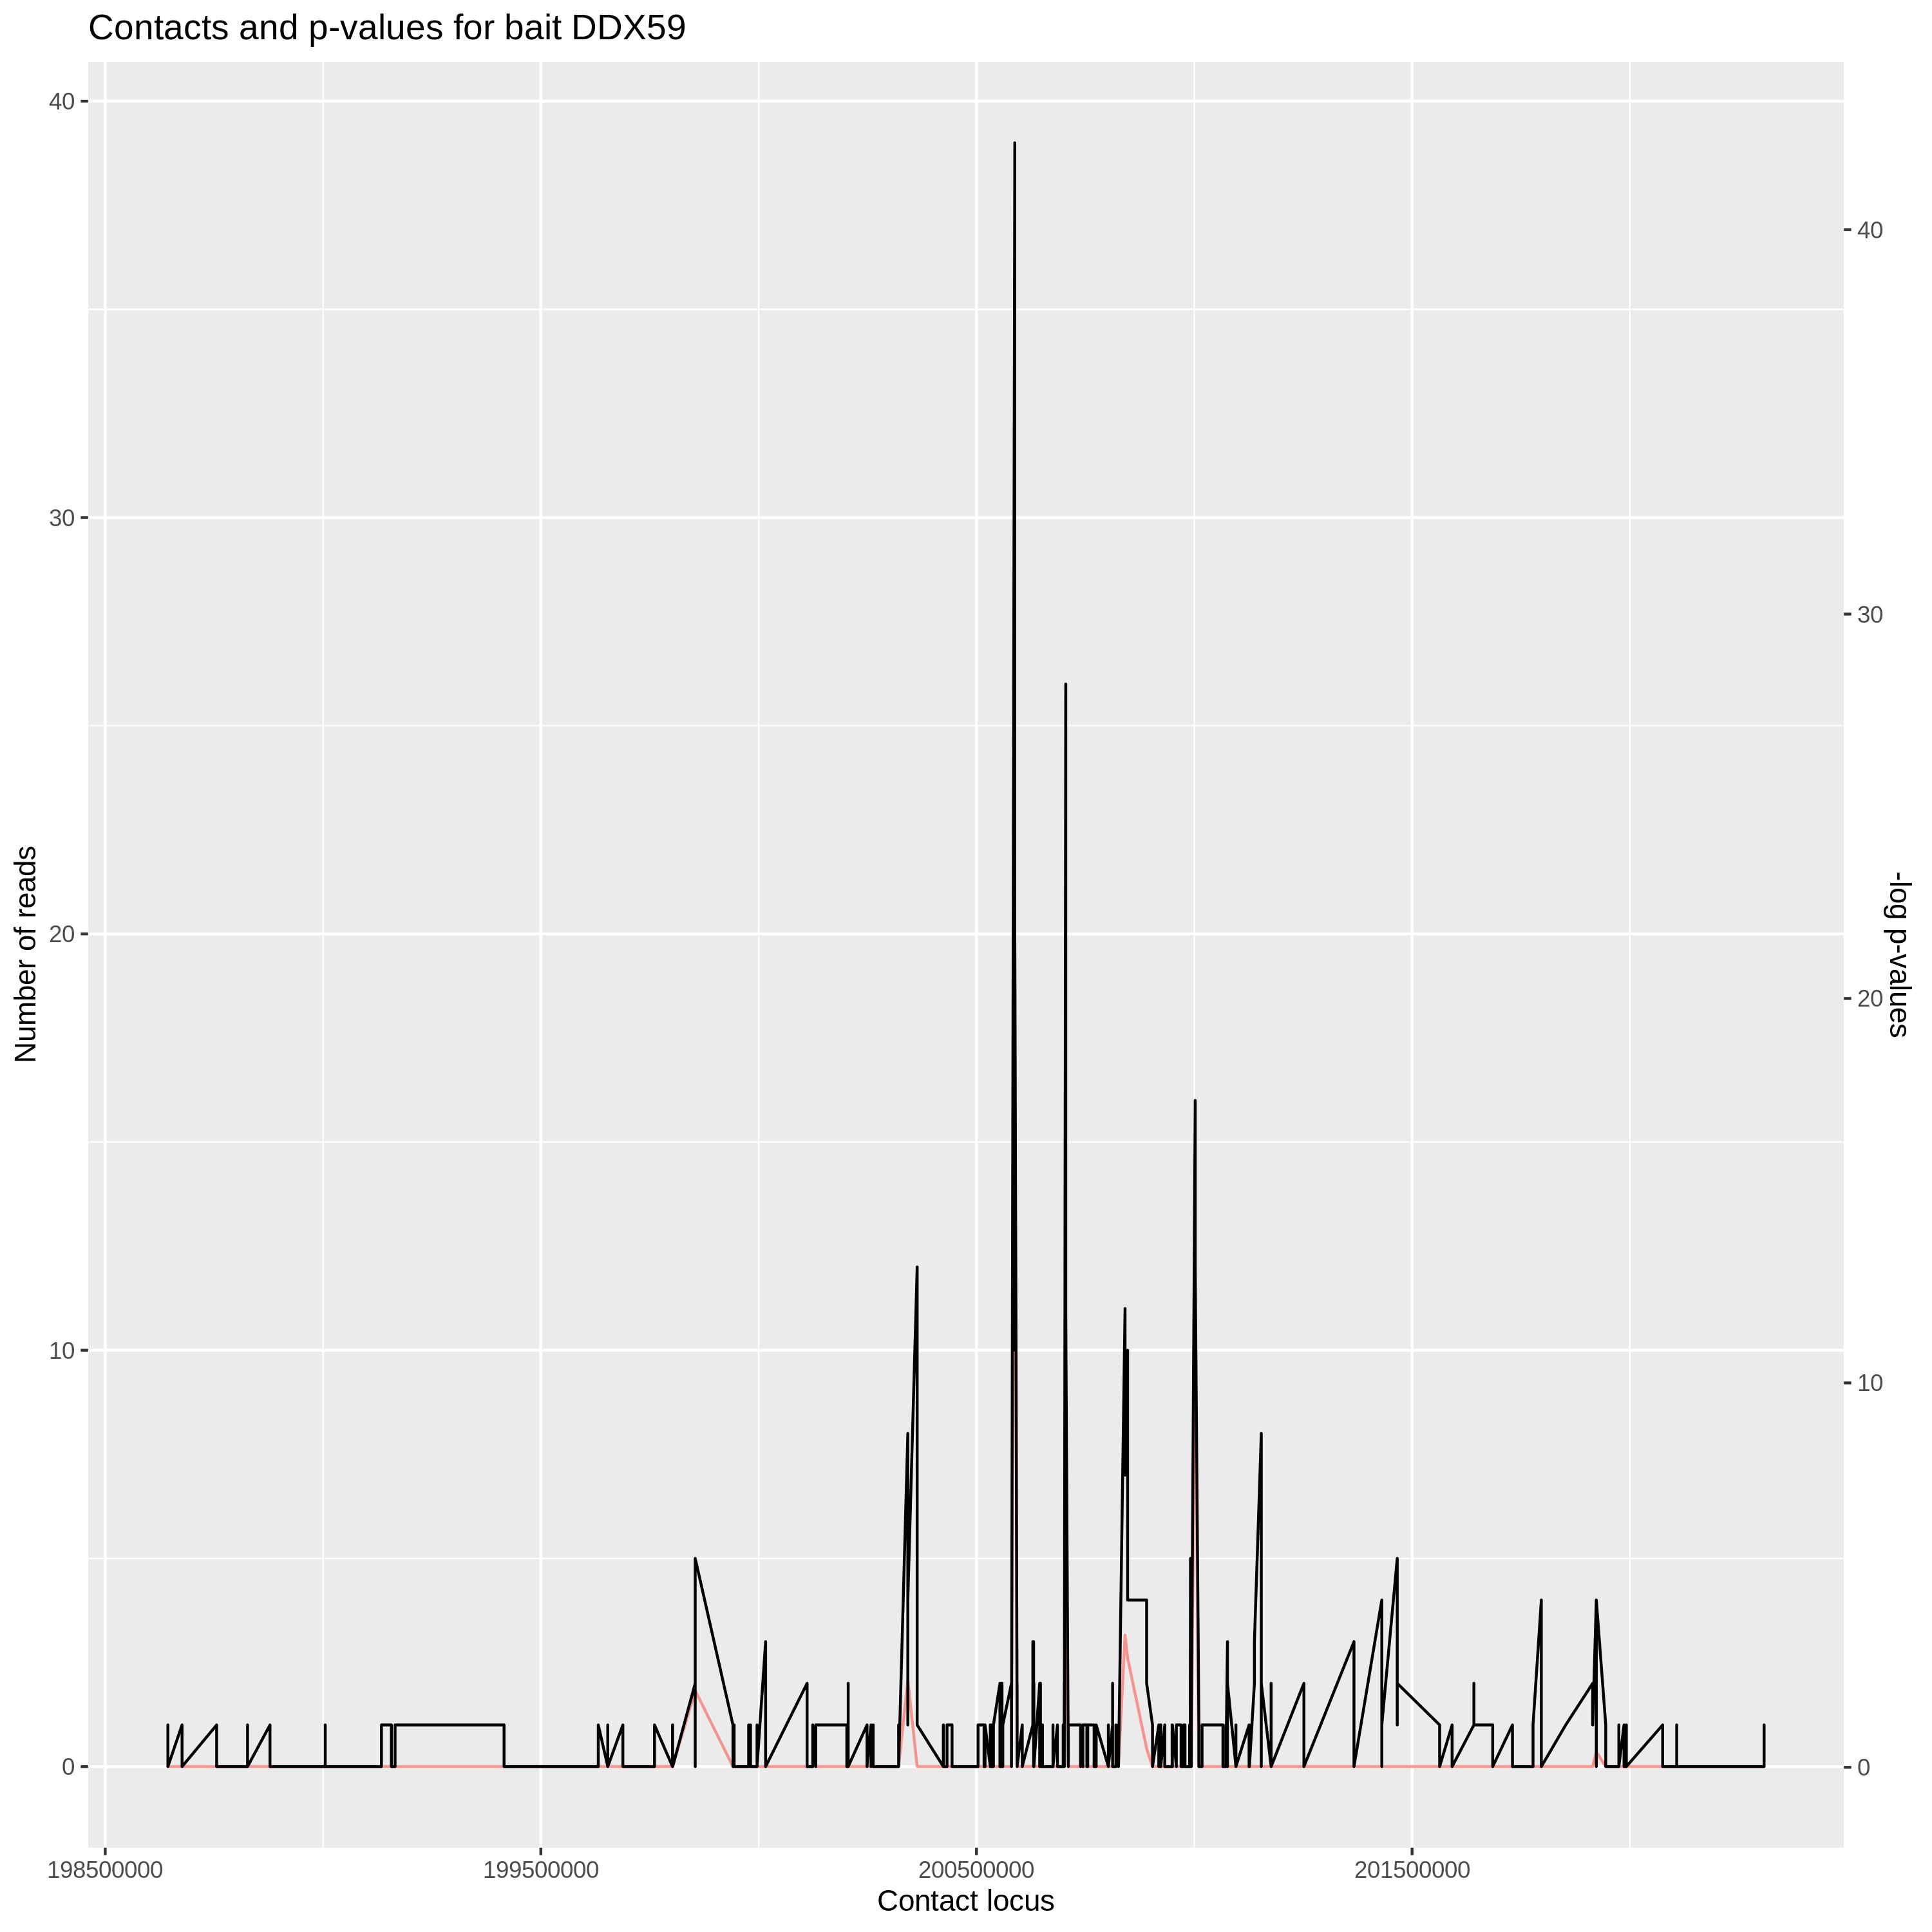 Contacts and p-values for bait DDX59
40
30
20
10
0
Number of reads
40
30
20
10
0
-log p-values
198500000 199500000 200500000 201500000
Contact locus